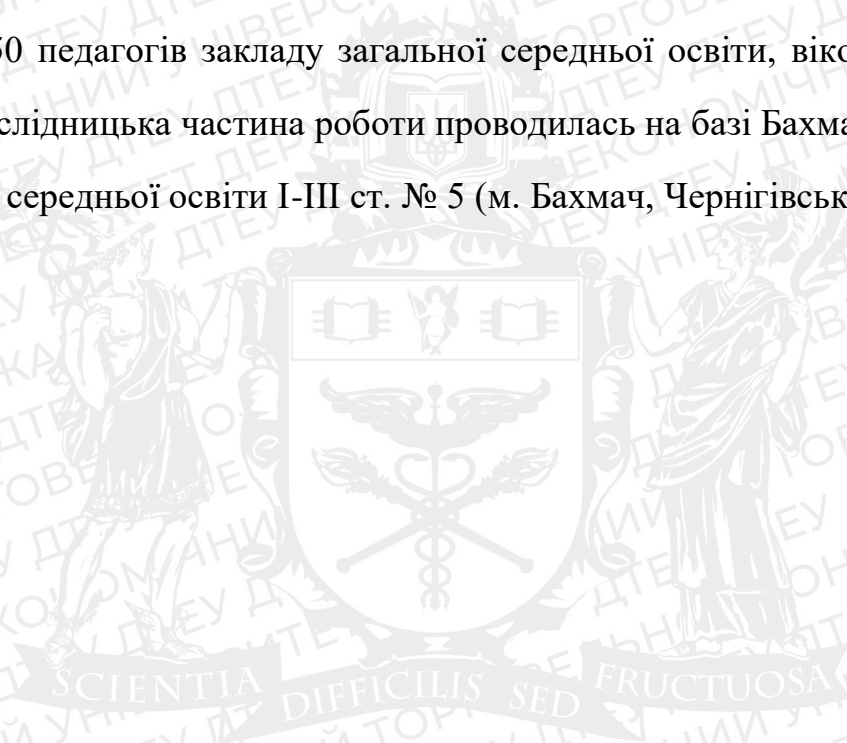 50 педагогів закладу загальної середньої освіти, віко
слідницька частина роботи проводилась на базі Бахма
середньої освіти І-ІІІ ст. № 5 (м. Бахмач, Чернігівськ
SCIENTIA DIFFICILIS SED FRUCTUOSA